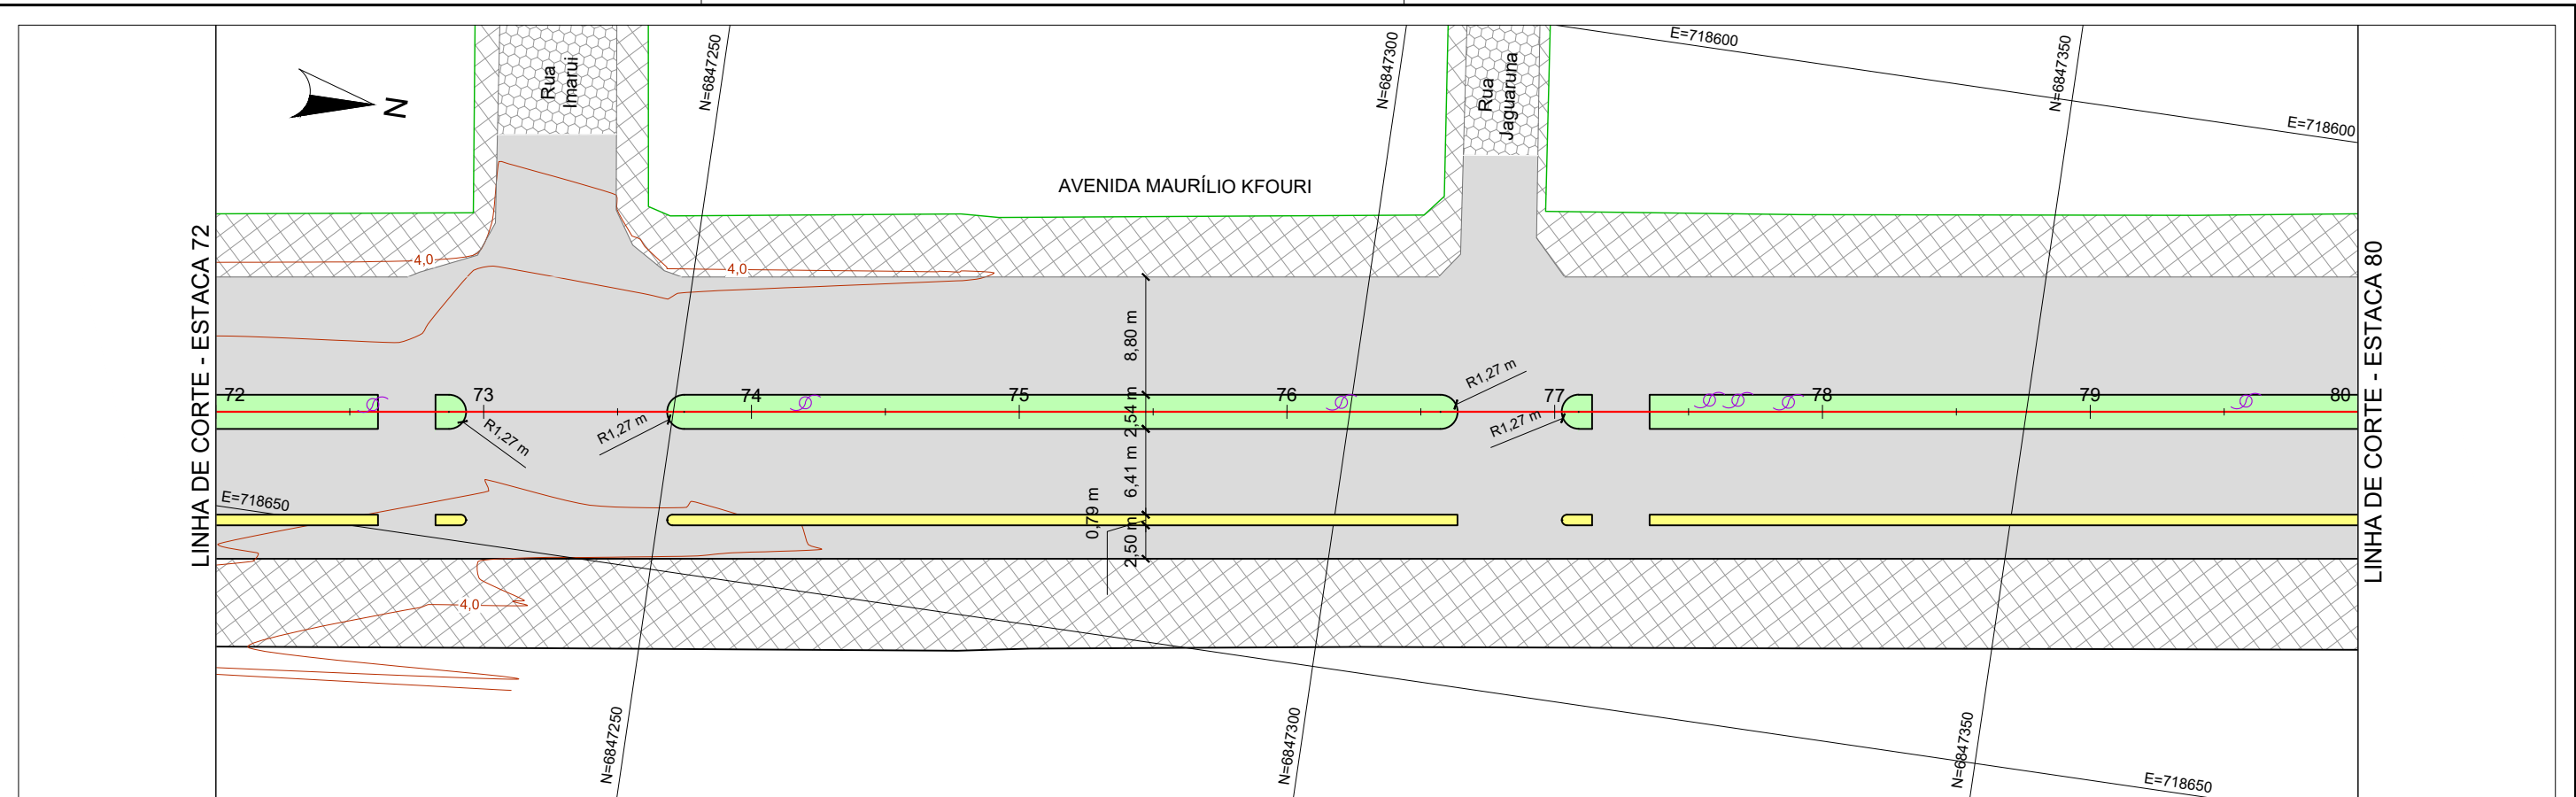 E=718600
N=6847250
N=6847300
N=6847350
Rua
Imarui
Rua
Jaguaruna
N
E=718600
AVENIDA MAURÍLIO KFOURI
LINHA DE CORTE - ESTACA 72
LINHA DE CORTE - ESTACA 80
4,0
4,0
8,80 m
R1,27 m
72
73
74
75
76
77
78
79
80
2,54 m
R1,27 m
R1,27 m
R1,27 m
6,41 m
E=718650
0,79 m
2,50 m
4,0
N=6847250
N=6847300
N=6847350
E=718650